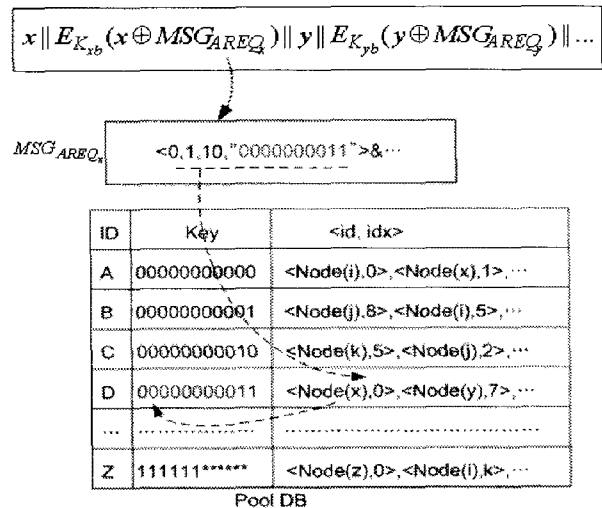 x || E_{K_{xb}}(x ⊕ MSG_{AREQ_x}) || y || E_{K_{yb}}(y ⊕ MSG_{AREQ_y}) || ...
MSG_{AREQ_x} <0,1,10,"0000000011">&...
ID Key <id, idx>
A 00000000000 <Node(i),0>,<Node(x),1>,...
B 00000000001 <Node(j),8>,<Node(i),5>,...
C 00000000010 <Node(k),5>,<Node(j),2>,...
D 00000000011 <Node(x),0>,<Node(y),7>,...
... ................... .......................................
Z 111111****** <Node(z),0>,<Node(i),k>,...
Pool DB